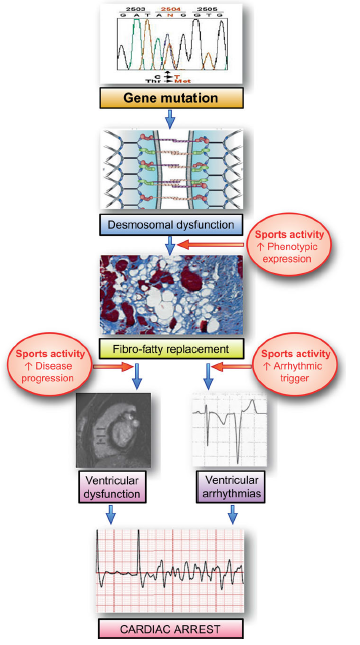 2503 2504 2505
G A T A N G G T G
C T
Thr Met
Gene mutation
Desmosomal dysfunction
Sports activity
↑ Phenotypic
expression
Fibro-fatty replacement
Sports activity
↑ Disease
progression
Sports activity
↑ Arrhythmic
trigger
Ventricular
dysfunction
Ventricular
arrhythmias
CARDIAC ARREST